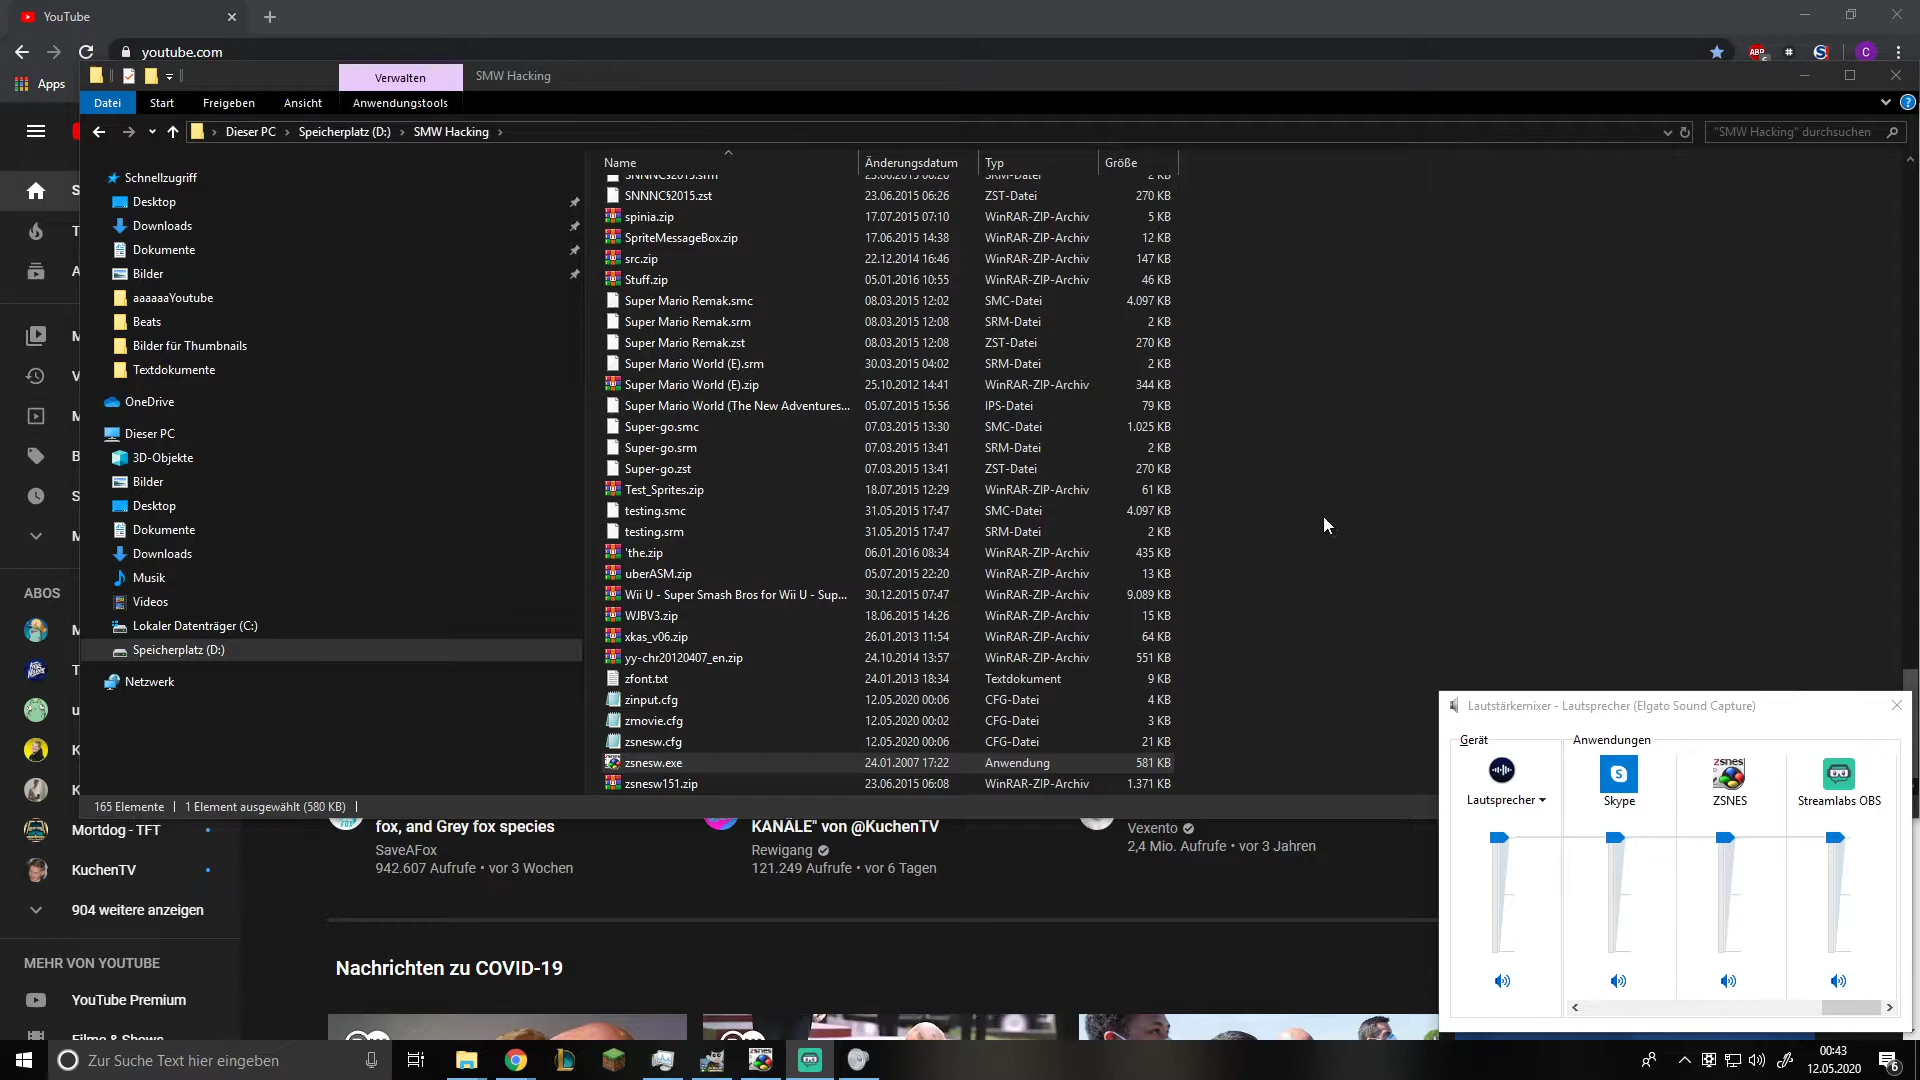 YouTube
youtube.com
Apps
Verwalten
SMW Hacking
Datei
Start
Freigeben
Ansicht
Anwendungstools
Dieser PC
Speicherplatz (D:)
SMW Hacking
"SMW Hacking" durchsuchen
Schnellzugriff
Desktop
Downloads
Dokumente
Bilder
aaaaaaYoutube
Beats
Bilder für Thumbnails
Textdokumente
OneDrive
Dieser PC
3D-Objekte
Bilder
Desktop
Dokumente
Downloads
Musik
Videos
Lokaler Datenträger (C:)
Speicherplatz (D:)
Netzwerk
Name Änderungsdatum Typ Größe
SNNNC§2015.srm 23.06.2015 06:26 SRM-Datei 2 KB
SNNNC§2015.zst 23.06.2015 06:26 ZST-Datei 270 KB
spinia.zip 17.07.2015 07:10 WinRAR-ZIP-Archiv 5 KB
SpriteMessageBox.zip 17.06.2015 14:38 WinRAR-ZIP-Archiv 12 KB
src.zip 22.12.2014 16:46 WinRAR-ZIP-Archiv 147 KB
Stuff.zip 05.01.2016 10:55 WinRAR-ZIP-Archiv 46 KB
Super Mario Remak.smc 08.03.2015 12:02 SMC-Datei 4.097 KB
Super Mario Remak.srm 08.03.2015 12:08 SRM-Datei 2 KB
Super Mario Remak.zst 08.03.2015 12:08 ZST-Datei 270 KB
Super Mario World (E).srm 30.03.2015 04:02 SRM-Datei 2 KB
Super Mario World (E).zip 25.10.2012 14:41 WinRAR-ZIP-Archiv 344 KB
Super Mario World (The New Adventures... 05.07.2015 15:56 IPS-Datei 79 KB
Super-go.smc 07.03.2015 13:30 SMC-Datei 1.025 KB
Super-go.srm 07.03.2015 13:41 SRM-Datei 2 KB
Super-go.zst 07.03.2015 13:41 ZST-Datei 270 KB
Test_Sprites.zip 18.07.2015 12:29 WinRAR-ZIP-Archiv 61 KB
testing.smc 31.05.2015 17:47 SMC-Datei 4.097 KB
testing.srm 31.05.2015 17:47 SRM-Datei 2 KB
'the.zip 06.01.2016 08:34 WinRAR-ZIP-Archiv 435 KB
uberASM.zip 05.07.2015 22:20 WinRAR-ZIP-Archiv 13 KB
Wii U - Super Smash Bros for Wii U - Sup... 30.12.2015 07:47 WinRAR-ZIP-Archiv 9.089 KB
WJBV3.zip 18.06.2015 14:26 WinRAR-ZIP-Archiv 15 KB
xkas_v06.zip 26.01.2013 11:54 WinRAR-ZIP-Archiv 64 KB
yy-chr20120407_en.zip 24.10.2014 13:57 WinRAR-ZIP-Archiv 551 KB
zfont.txt 24.01.2013 18:34 Textdokument 9 KB
zinput.cfg 12.05.2020 00:06 CFG-Datei 4 KB
zmovie.cfg 12.05.2020 00:02 CFG-Datei 3 KB
zsnesw.cfg 12.05.2020 00:06 CFG-Datei 21 KB
zsnesw.exe 24.01.2007 17:22 Anwendung 581 KB
zsnesw151.zip 23.06.2015 06:08 WinRAR-ZIP-Archiv 1.371 KB
165 Elemente
1 Element ausgewählt (580 KB)
ABOS
Mortdog - TFT
KuchenTV
904 weitere anzeigen
MEHR VON YOUTUBE
YouTube Premium
Filme & Shows
fox, and Grey fox species
SaveAFox
942.607 Aufrufe • vor 3 Wochen
KANÄLE" von @KuchenTV
Rewigang
121.249 Aufrufe • vor 6 Tagen
Vexento
2,4 Mio. Aufrufe • vor 3 Jahren
Nachrichten zu COVID-19
Lautstärkemixer - Lautsprecher (Elgato Sound Capture)
Gerät
Anwendungen
Lautsprecher
Skype
ZSNES
Streamlabs OBS
Zur Suche Text hier eingeben
00:43
12.05.2020
6